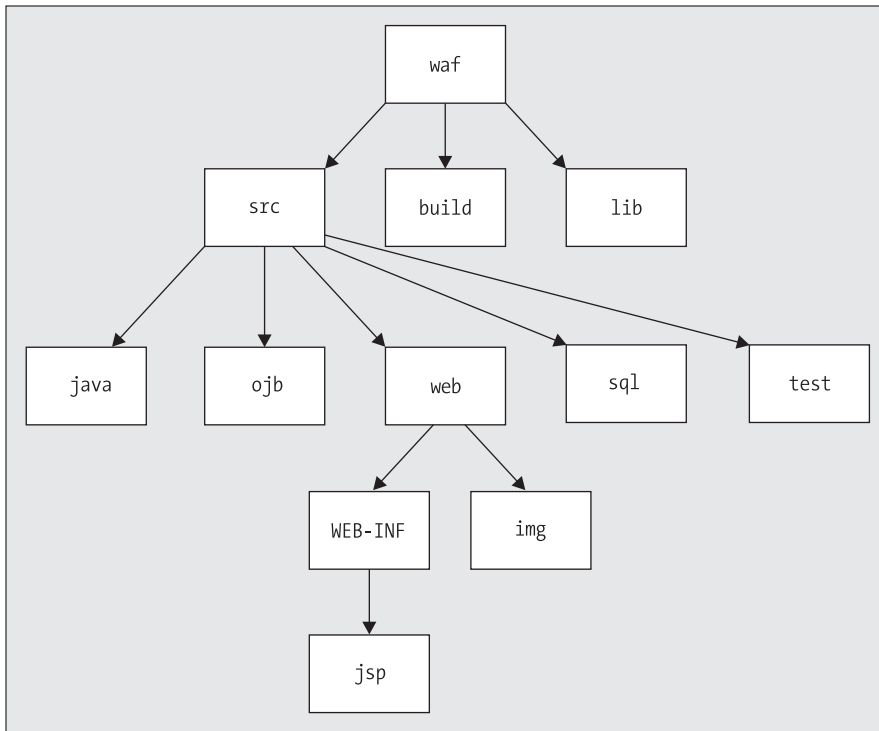 waf
src
build
lib
java
ojb
web
sql
test
WEB-INF
img
jsp